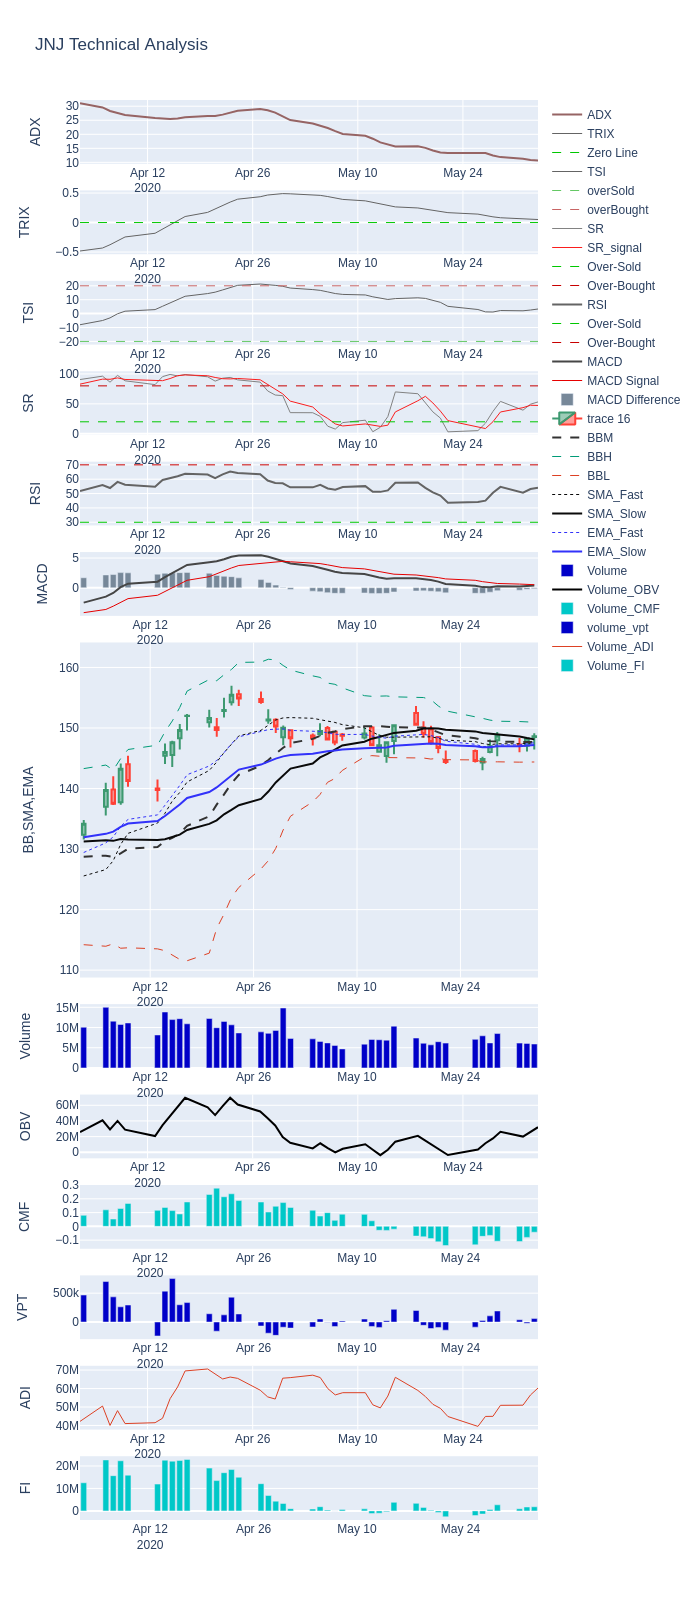 JNJ Technical Analysis
ADX
30
25
20
15
10
Apr 12
2020
Apr 26
May 10
May 24
TRIX
0.5
0
−0.5
Apr 12
2020
Apr 26
May 10
May 24
TSI
20
10
0
−10
−20
Apr 12
2020
Apr 26
May 10
May 24
SR
100
50
0
Apr 12
2020
Apr 26
May 10
May 24
RSI
70
60
50
40
30
Apr 12
2020
Apr 26
May 10
May 24
MACD
5
0
Apr 12
2020
Apr 26
May 10
May 24
BB,SMA,EMA
160
150
140
130
120
110
Apr 12
2020
Apr 26
May 10
May 24
Volume
15M
10M
5M
0
Apr 12
2020
Apr 26
May 10
May 24
OBV
60M
40M
20M
0
Apr 12
2020
Apr 26
May 10
May 24
CMF
0.3
0.2
0.1
0
−0.1
Apr 12
2020
Apr 26
May 10
May 24
VPT
500k
0
Apr 12
2020
Apr 26
May 10
May 24
ADI
70M
60M
50M
40M
Apr 12
2020
Apr 26
May 10
May 24
FI
20M
10M
0
Apr 12
2020
Apr 26
May 10
May 24
ADX
TRIX
Zero Line
TSI
overSold
overBought
SR
SR_signal
Over-Sold
Over-Bought
RSI
Over-Sold
Over-Bought
MACD
MACD Signal
MACD Difference
trace 16
BBM
BBH
BBL
SMA_Fast
SMA_Slow
EMA_Fast
EMA_Slow
Volume
Volume_OBV
Volume_CMF
volume_vpt
Volume_ADI
Volume_FI